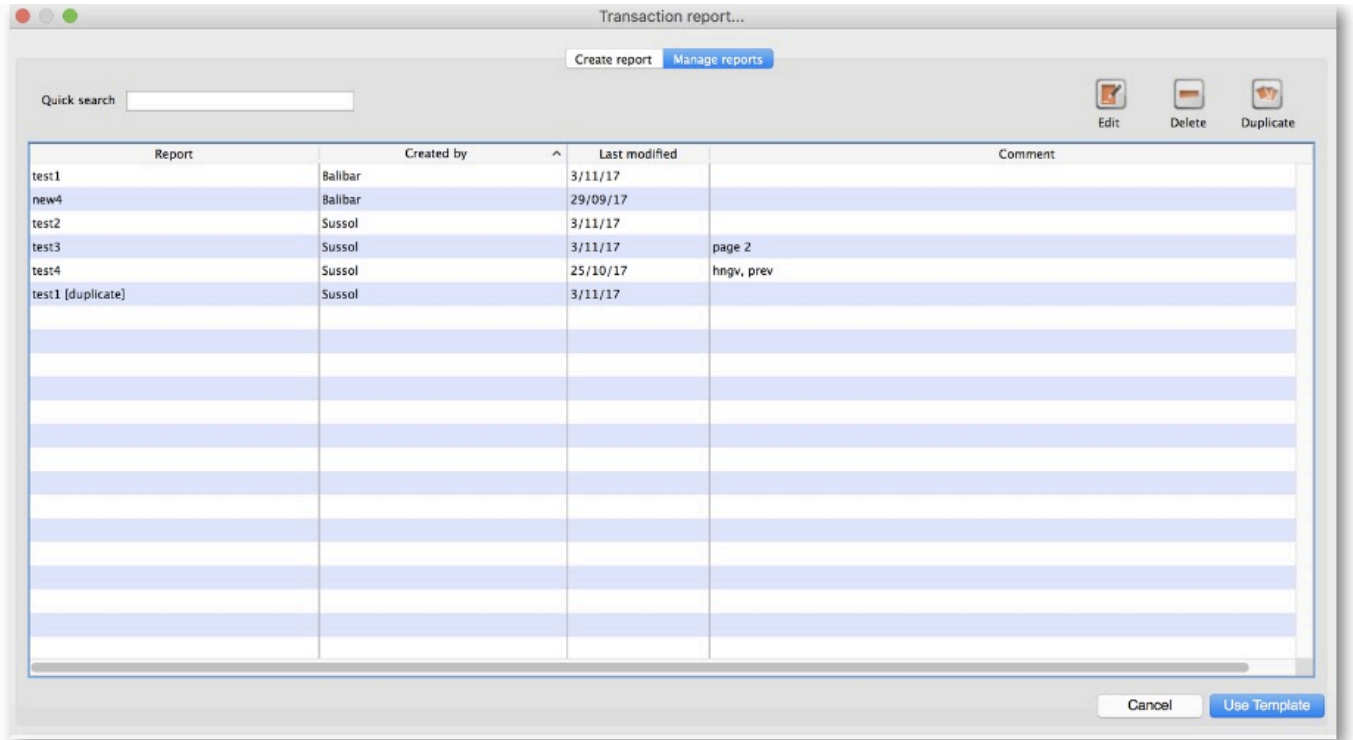 Transaction report...
Create report Manage reports
Quick search
Edit Delete Duplicate
Report Created by Last modified Comment
test1 Balibar 3/11/17
new4 Balibar 29/09/17
test2 Sussol 3/11/17
test3 Sussol 3/11/17 page 2
test4 Sussol 25/10/17 hngv, prev
test1 [duplicate] Sussol 3/11/17
Cancel Use Template